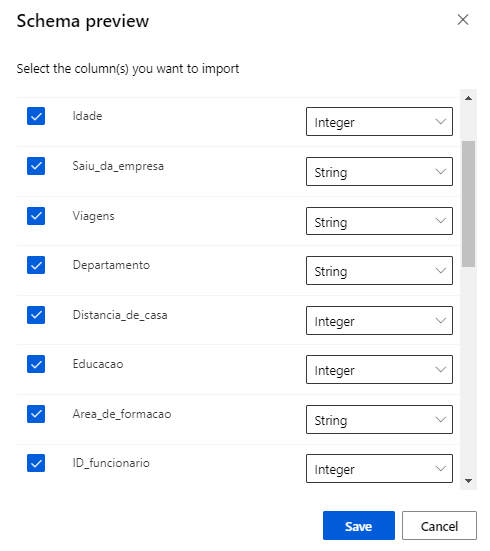 Schema preview
Select the column(s) you want to import
Idade Integer
Saiu_da_empresa String
Viagens String
Departamento String
Distancia_de_casa Integer
Educacao Integer
Area_de_formacao String
ID_funcionario Integer
Save Cancel